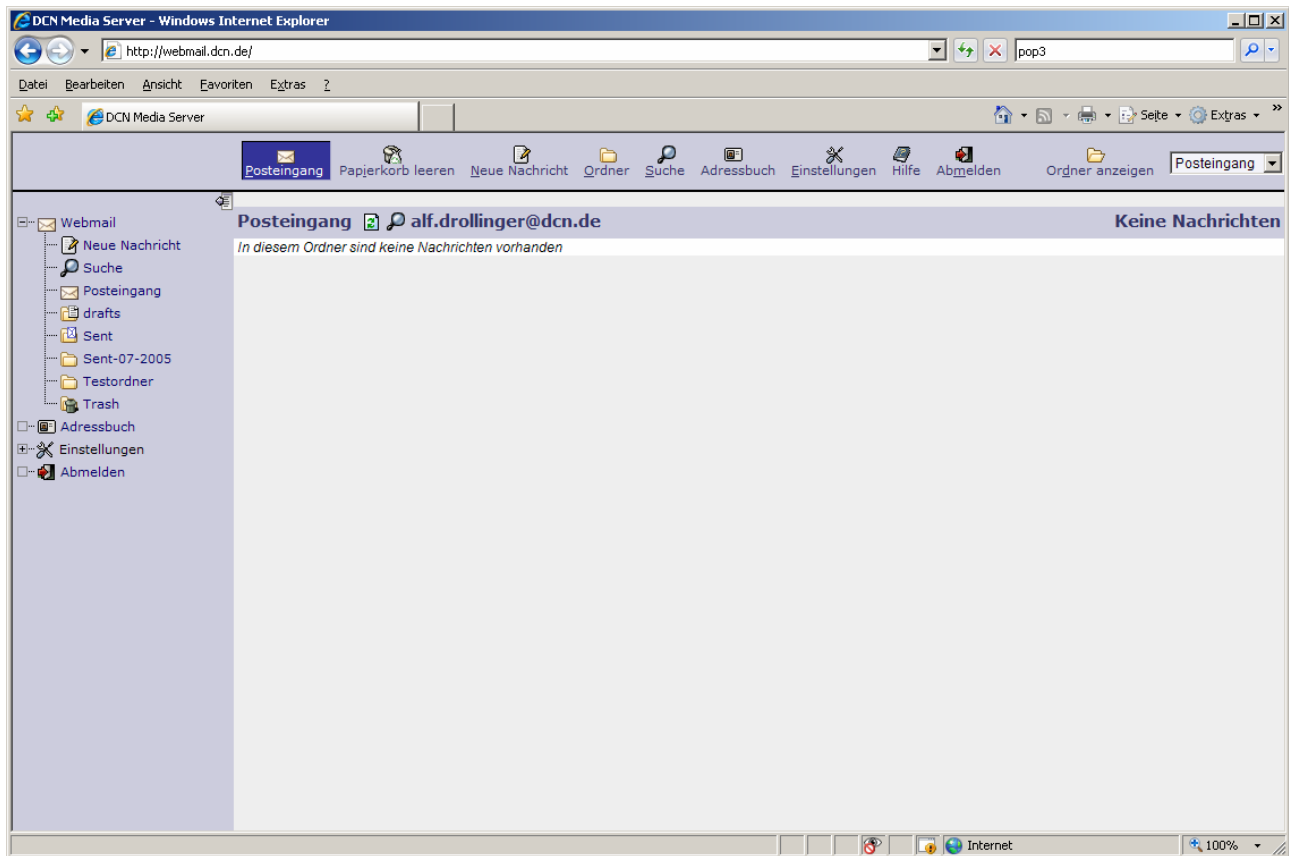 DCN Media Server - Windows Internet Explorer
http://webmail.dcn.de/
pop3
Datei Bearbeiten Ansicht Favoriten Extras ?
DCN Media Server
Seite Extras
Posteingang Papierkorb leeren Neue Nachricht Ordner Suche Adressbuch Einstellungen Hilfe Abmelden Ordner anzeigen Posteingang
Webmail
Neue Nachricht
Suche
Posteingang
drafts
Sent
Sent-07-2005
Testordner
Trash
Adressbuch
Einstellungen
Abmelden
Posteingang alf.drollinger@dcn.de Keine Nachrichten
In diesem Ordner sind keine Nachrichten vorhanden
Internet 100%